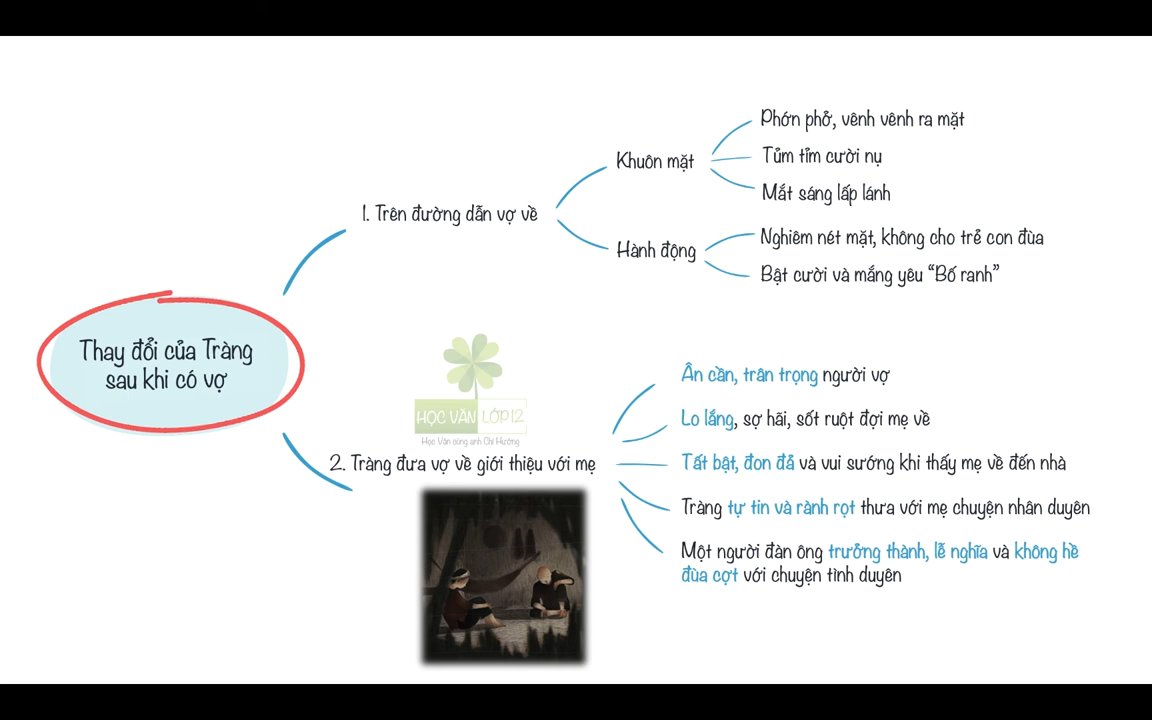 Phớn phở, vênh vênh ra mặt
Khuôn mặt
Tủm tỉm cười nụ
Mắt sáng lấp lánh
1. Trên đường dẫn vợ về
Nghiêm nét mặt, không cho trẻ con đùa
Hành động
Bật cười và mắng yêu “Bố ranh”
Thay đổi của Tràng
sau khi có vợ
HỌC VĂN LỚP 12
Học Văn cùng anh Chí Hướng
2. Tràng đưa vợ về giới thiệu với mẹ
Ân cần, trân trọng người vợ
Lo lắng, sợ hãi, sốt ruột đợi mẹ về
Tất bật, đon đả và vui sướng khi thấy mẹ về đến nhà
Tràng tự tin và rành rọt thưa với mẹ chuyện nhân duyên
Một người đàn ông trưởng thành, lễ nghĩa và không hề
đùa cợt với chuyện tình duyên